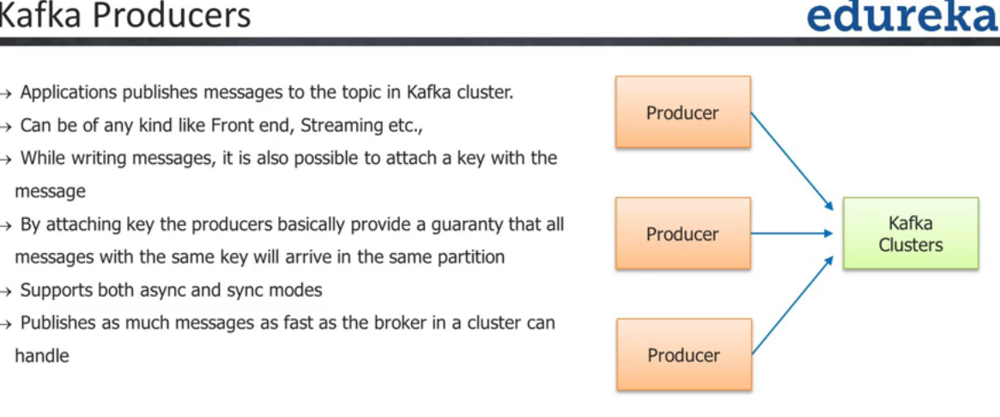 Kafka Producers
edureka
→ Applications publishes messages to the topic in Kafka cluster.
→ Can be of any kind like Front end, Streaming etc.,
→ While writing messages, it is also possible to attach a key with the
message
→ By attaching key the producers basically provide a guaranty that all
messages with the same key will arrive in the same partition
→ Supports both async and sync modes
→ Publishes as much messages as fast as the broker in a cluster can
handle
Producer
Producer
Producer
Kafka
Clusters